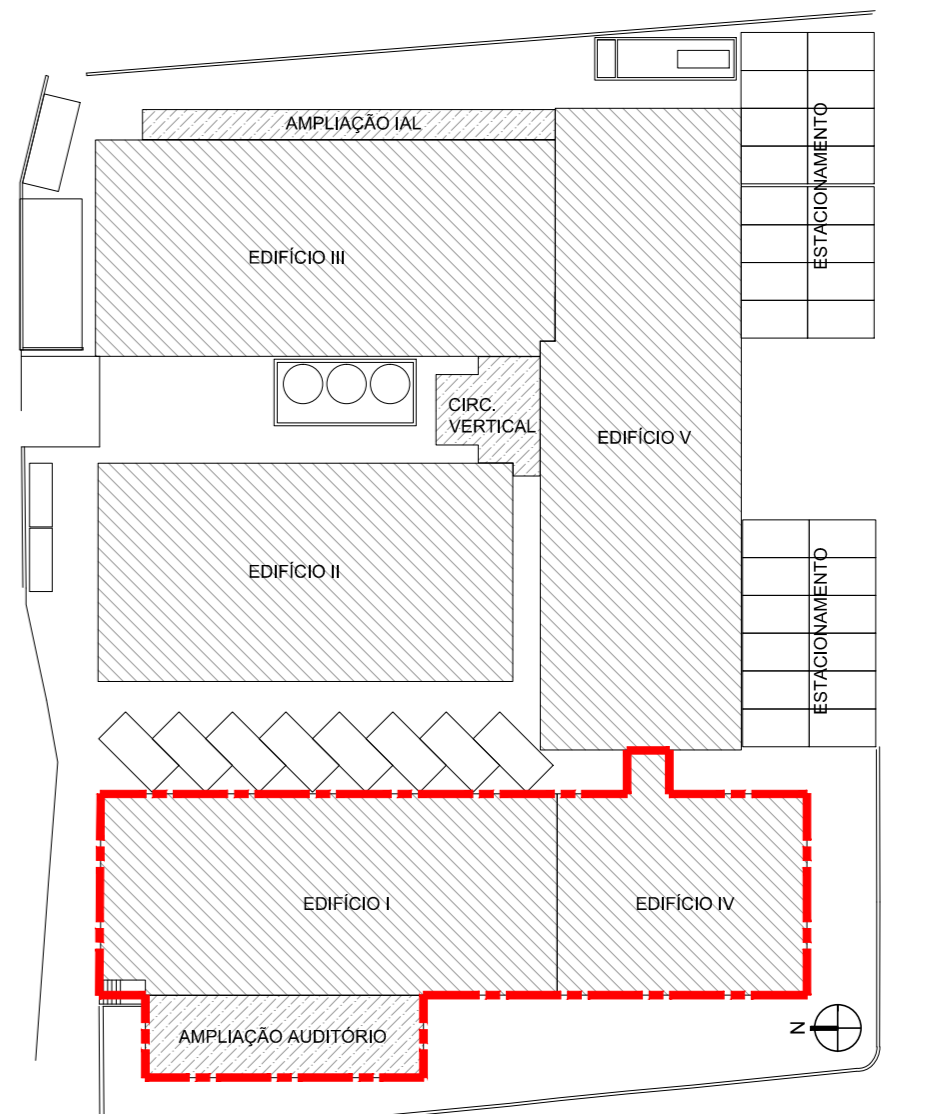 AMPLIAÇÃO IAL
ESTACIONAMENTO
EDIFÍCIO III
CIRC.
VERTICAL
EDIFÍCIO V
EDIFÍCIO II
ESTACIONAMENTO
EDIFÍCIO I
EDIFÍCIO IV
AMPLIAÇÃO AUDITÓRIO
N